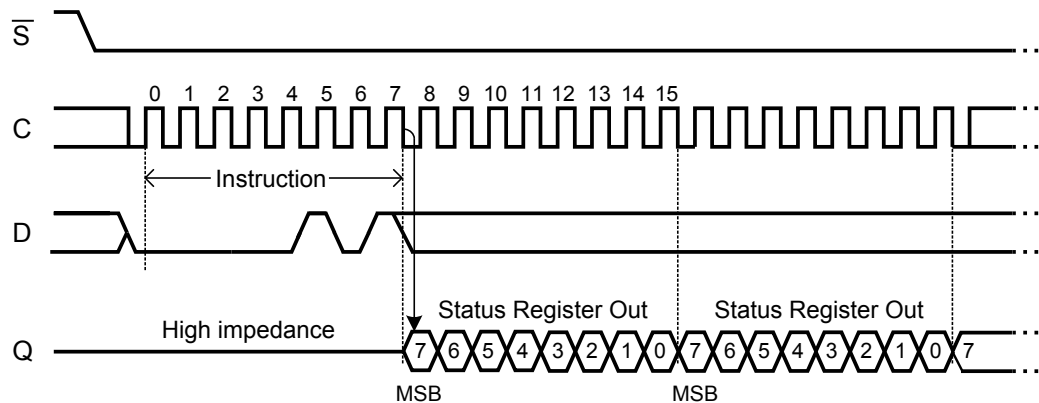 S
0 1 2 3 4 5 6 7 8 9 10 11 12 13 14 15
C
Instruction
D
Status Register Out Status Register Out
High impedance
Q 7 6 5 4 3 2 1 0 7 6 5 4 3 2 1 0 7
MSB MSB